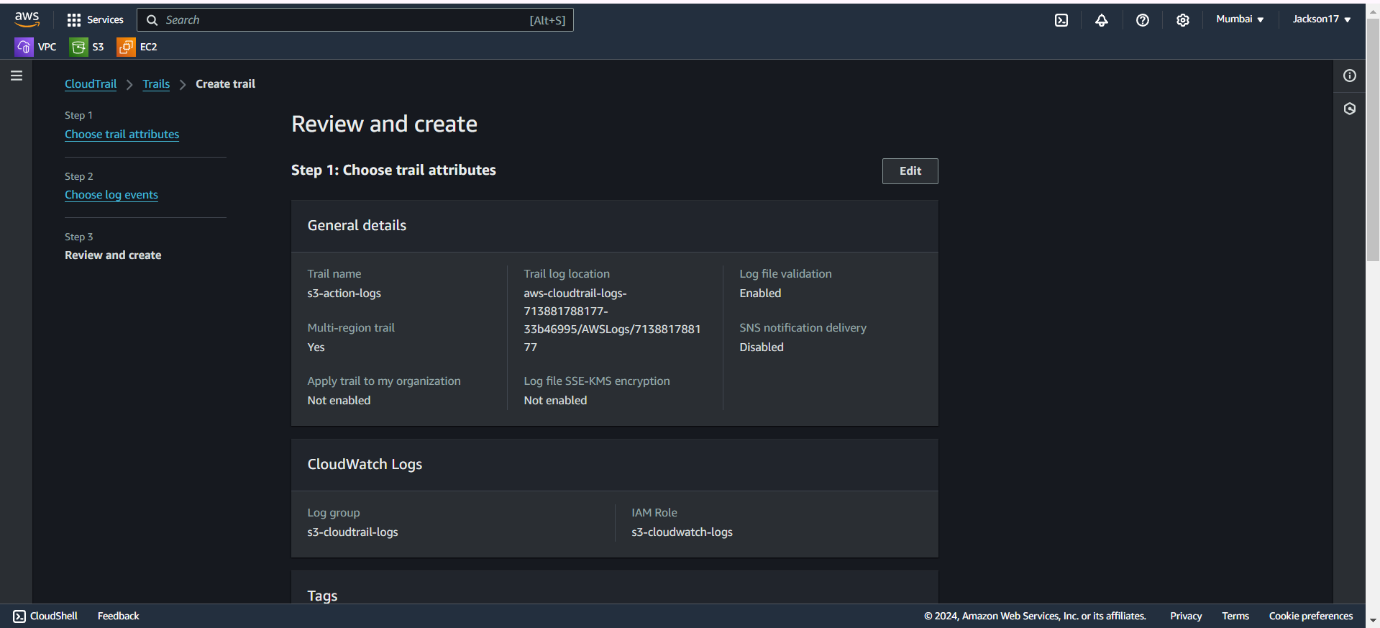 aws
Services
Search
[Alt+S]
Mumbai
Jackson17
VPC
S3
EC2
CloudTrail
Trails
Create trail
Step 1
Choose trail attributes
Step 2
Choose log events
Step 3
Review and create
Review and create
Step 1: Choose trail attributes
Edit
General details
Trail name
s3-action-logs
Multi-region trail
Yes
Apply trail to my organization
Not enabled
Trail log location
aws-cloudtrail-logs-
713881788177-
33b46995/AWSLogs/7138817881
77
Log file SSE-KMS encryption
Not enabled
Log file validation
Enabled
SNS notification delivery
Disabled
CloudWatch Logs
Log group
s3-cloudtrail-logs
IAM Role
s3-cloudwatch-logs
Tags
CloudShell
Feedback
© 2024, Amazon Web Services, Inc. or its affiliates.
Privacy
Terms
Cookie preferences